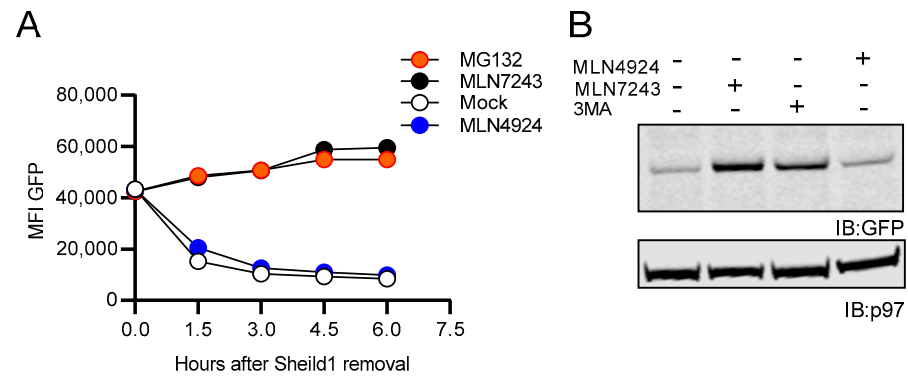 A
MG132
MLN7243
Mock
MLN4924
80,000
60,000
40,000
20,000
0
MFI GFP
0.0 1.5 3.0 4.5 6.0 7.5
Hours after Sheild1 removal
B
MLN4924 - - - +
MLN7243 - + - -
3MA - - + -
IB:GFP
IB:p97